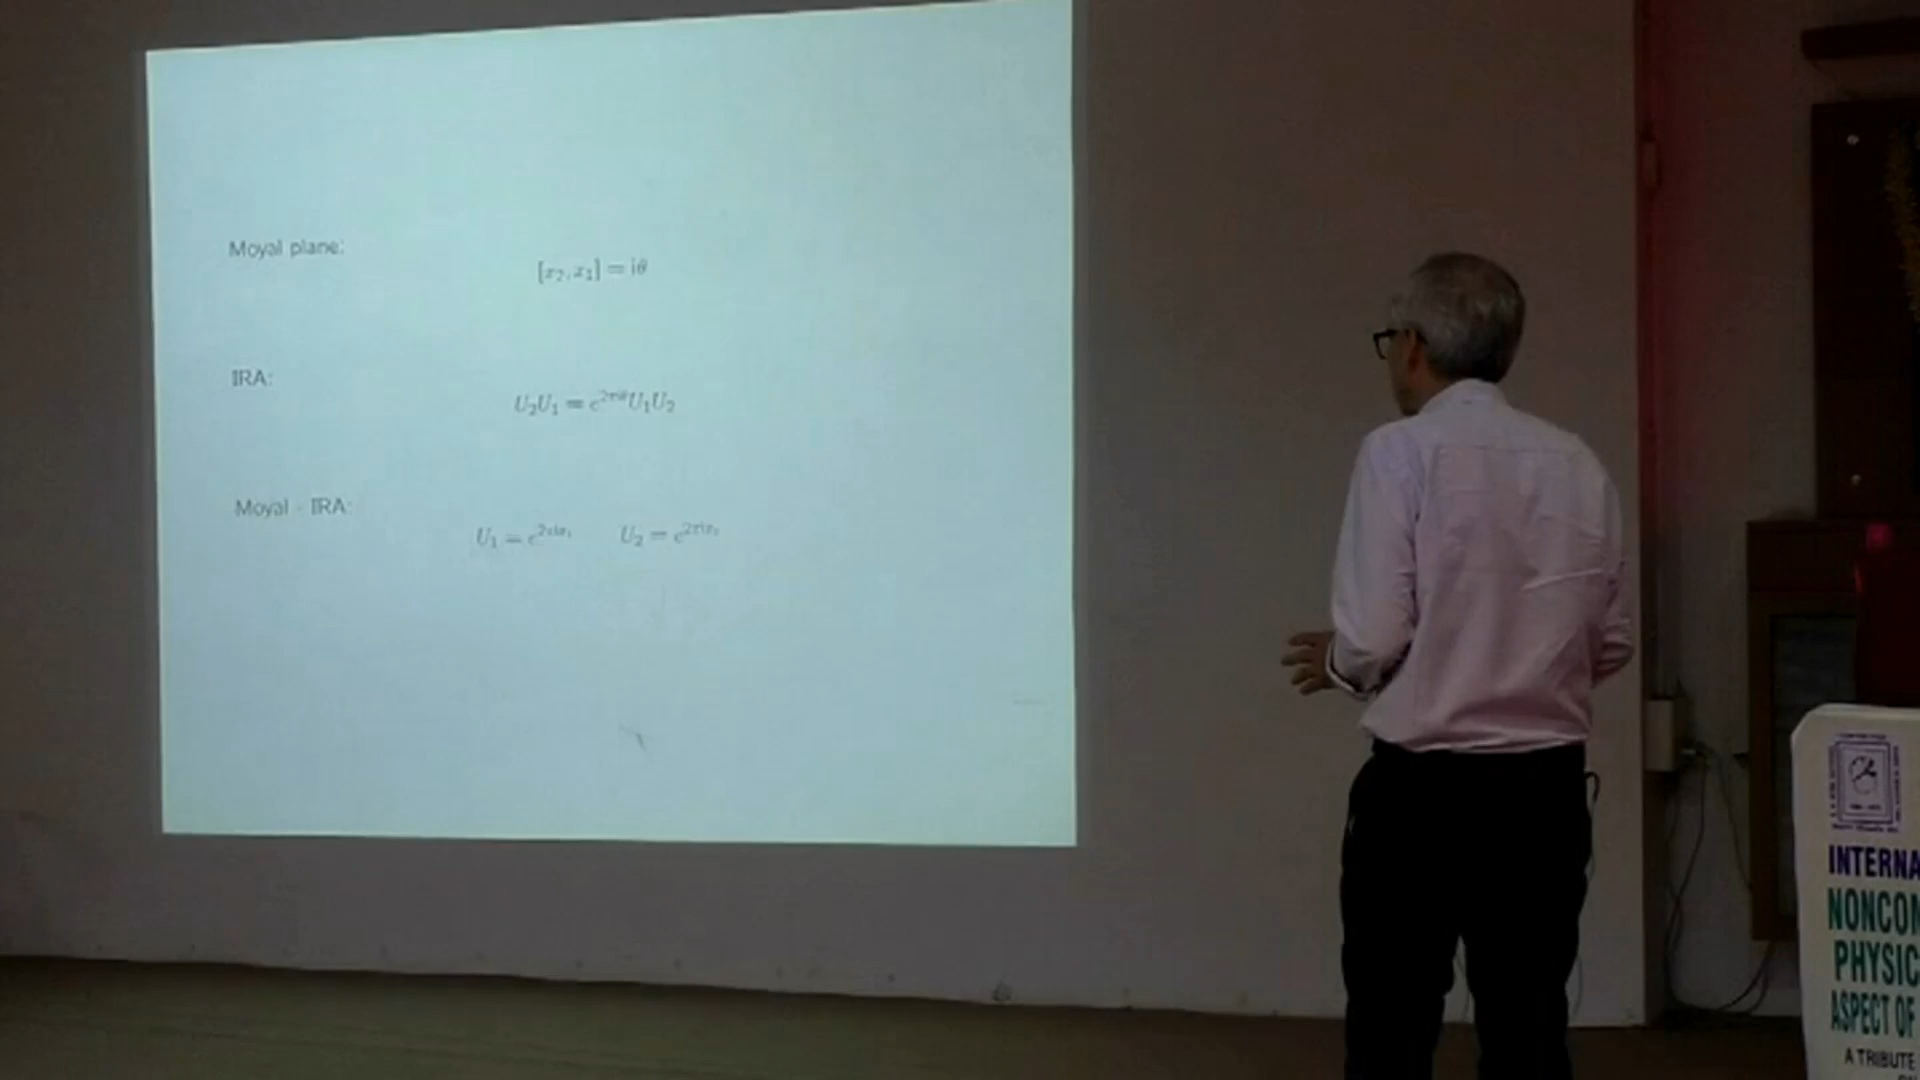 Moyal plane:
[x₂, x₁] = iθ
IRA:
U₂U₁ = e^{2πiθ}U₁U₂
Moyal - IRA:
U₁ = e^{2πix₁} U₂ = e^{2πix₂}
INTERNA
NONCOM
PHYSIC
ASPECT OF
A TRIBUTE